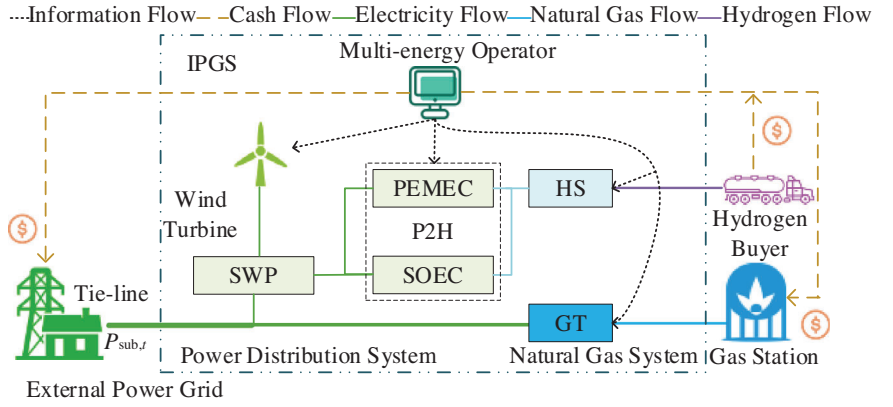 Information Flow Cash Flow Electricity Flow Natural Gas Flow Hydrogen Flow
IPGS
Multi-energy Operator
$
Wind
Turbine
PEMEC
HS
P2H
Hydrogen
Buyer
$
SWP
SOEC
Tie-line
P_sub,t
GT
$
Power Distribution System
Natural Gas System
Gas Station
External Power Grid